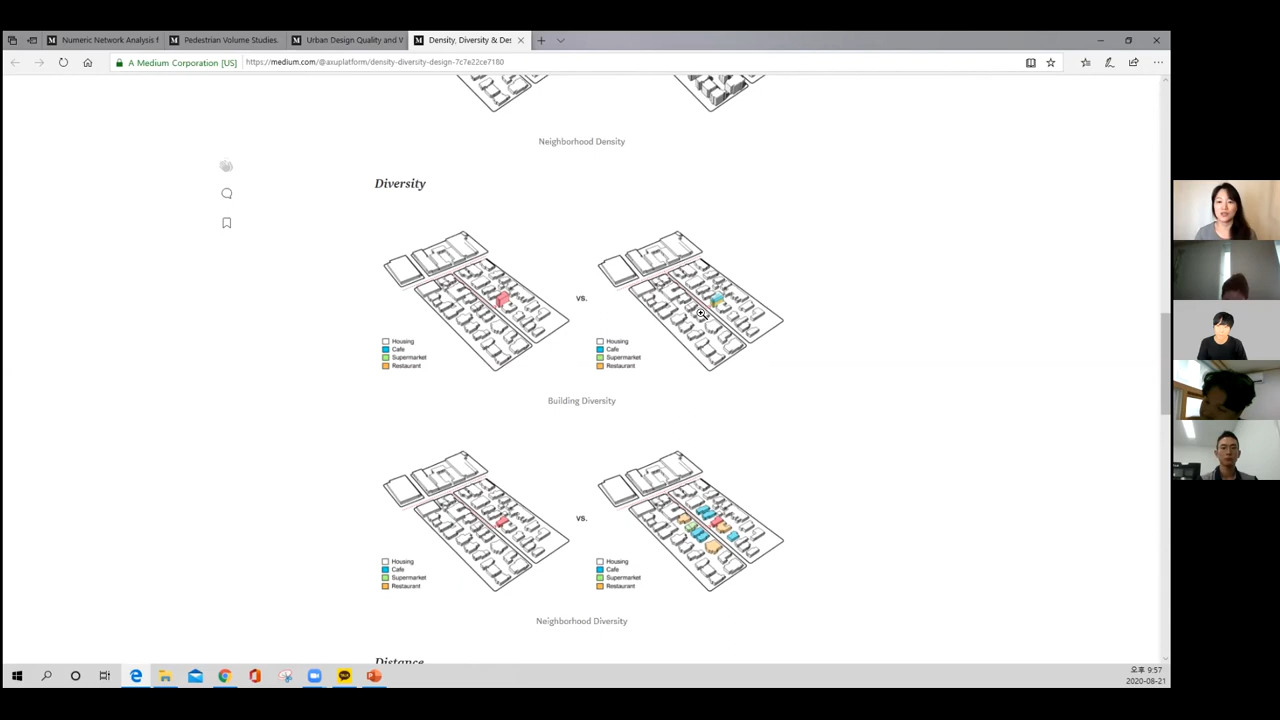 Numeric Network Analysis f
Pedestrian Volume Studies.
Urban Design Quality and V
Density, Diversity & Des
A Medium Corporation [US]
https://medium.com/@axuplatform/density-diversity-design-7c7e22ce7180
Neighborhood Density
Diversity
vs.
Housing
Cafe
Supermarket
Restaurant
Housing
Cafe
Supermarket
Restaurant
Building Diversity
vs.
Housing
Cafe
Supermarket
Restaurant
Housing
Cafe
Supermarket
Restaurant
Neighborhood Diversity
Distance
오후 9:57
2020-08-21